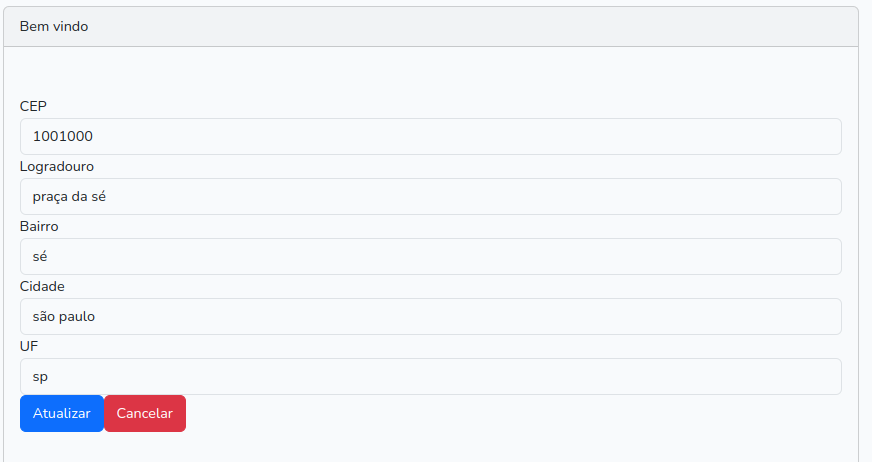 Bem vindo
CEP
1001000
Logradouro
praça da sé
Bairro
sé
Cidade
são paulo
UF
sp
Atualizar Cancelar